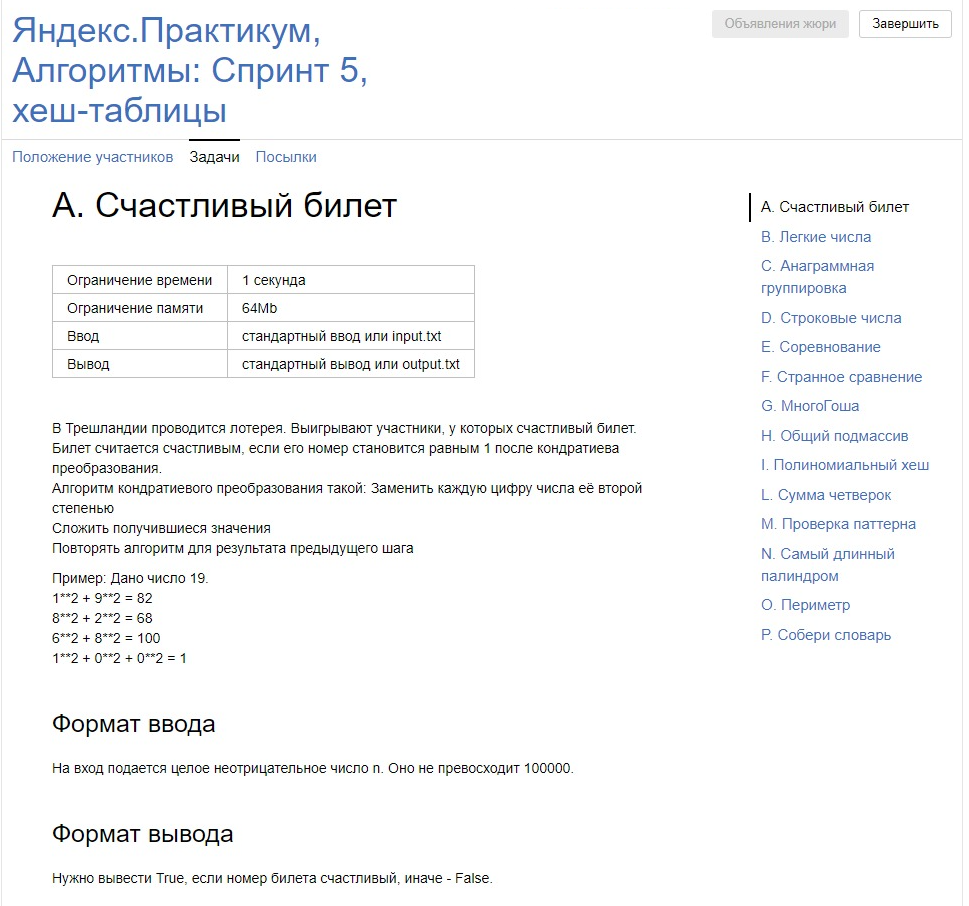 Яндекс.Практикум,
Алгоритмы: Спринт 5,
хеш-таблицы
Объявления жюри
Завершить
Положение участников
Задачи
Посылки
A. Счастливый билет
Ограничение времени 1 секунда
Ограничение памяти 64Mb
Ввод стандартный ввод или input.txt
Вывод стандартный вывод или output.txt
В Трешландии проводится лотерея. Выигрывают участники, у которых счастливый билет.
Билет считается счастливым, если его номер становится равным 1 после кондратиева
преобразования.
Алгоритм кондратиевого преобразования такой: Заменить каждую цифру числа её второй
степенью
Сложить получившиеся значения
Повторять алгоритм для результата предыдущего шага
Пример: Дано число 19.
1**2 + 9**2 = 82
8**2 + 2**2 = 68
6**2 + 8**2 = 100
1**2 + 0**2 + 0**2 = 1
Формат ввода
На вход подается целое неотрицательное число n. Оно не превосходит 100000.
Формат вывода
Нужно вывести True, если номер билета счастливый, иначе - False.
A. Счастливый билет
B. Легкие числа
C. Анаграммная
группировка
D. Строковые числа
E. Соревнование
F. Странное сравнение
G. МногоГоша
H. Общий подмассив
I. Полиномиальный хеш
L. Сумма четверок
M. Проверка паттерна
N. Самый длинный
палиндром
O. Периметр
P. Собери словарь